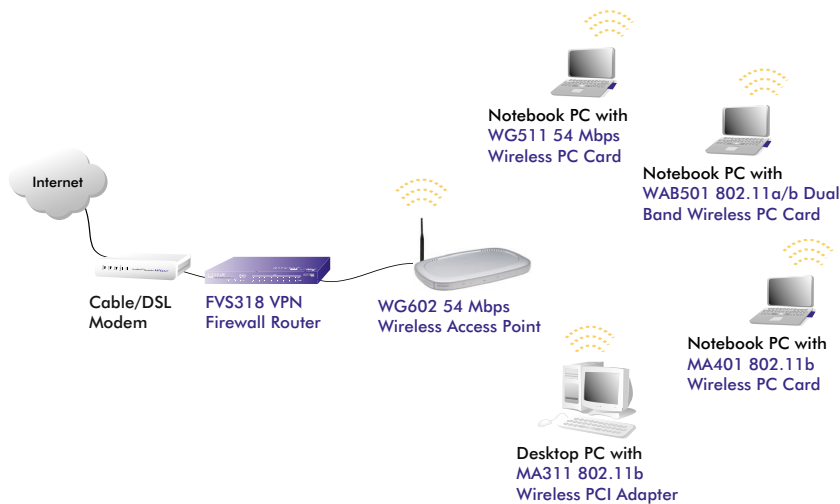 Notebook PC with
WG511 54 Mbps
Wireless PC Card
Notebook PC with
WAB501 802.11a/b Dual
Band Wireless PC Card
Internet
Cable/DSL
Modem
FVS318 VPN
Firewall Router
WG602 54 Mbps
Wireless Access Point
Notebook PC with
MA401 802.11b
Wireless PC Card
Desktop PC with
MA311 802.11b
Wireless PCI Adapter